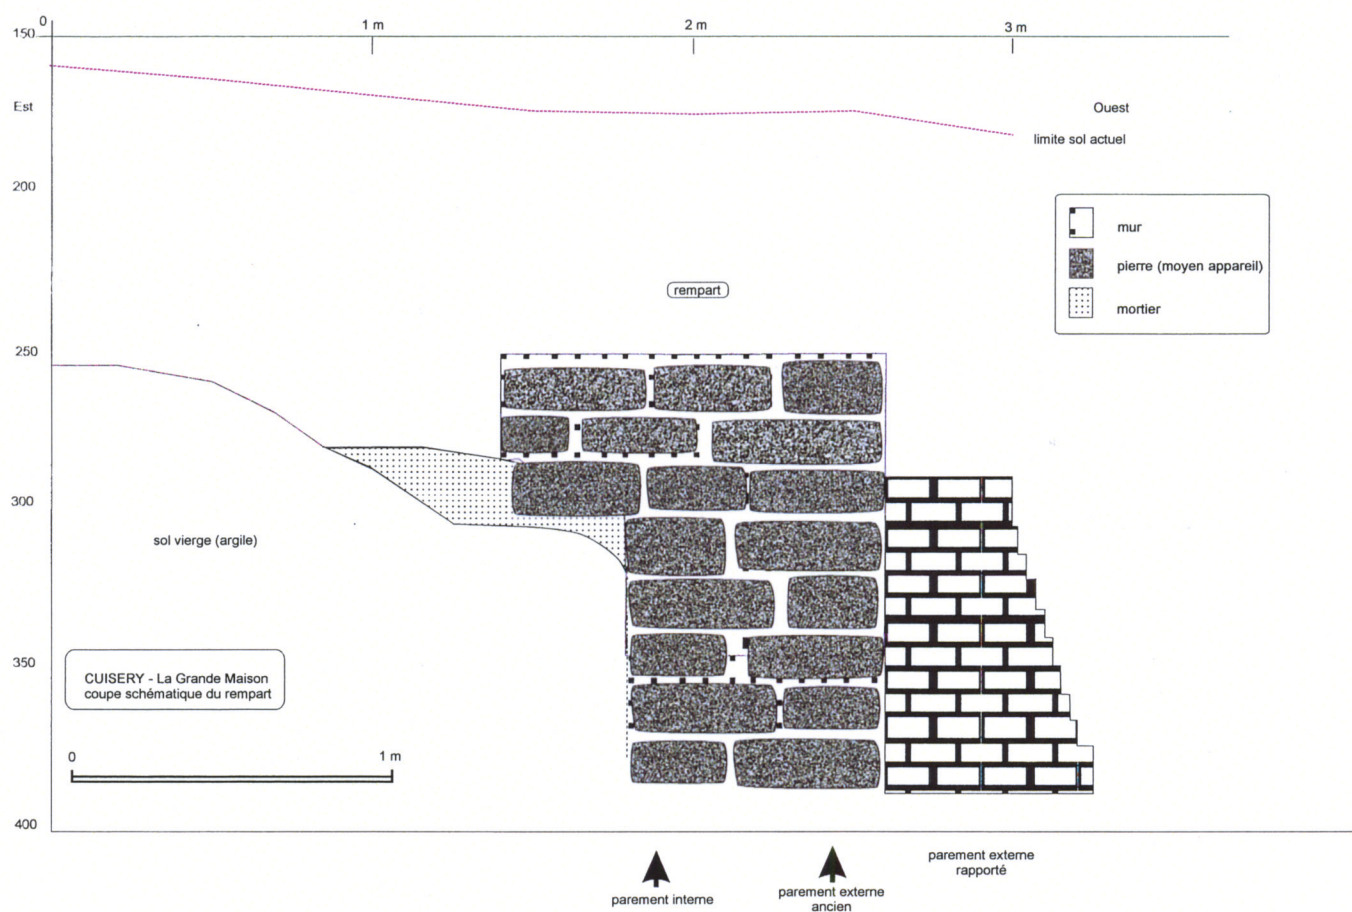 0
1 m
2 m
3 m
150
Est
Ouest
limite sol actuel
200
mur
pierre (moyen appareil)
mortier
rempart
250
300
sol vierge (argile)
350
CUISERY - La Grande Maison
coupe schématique du rempart
0
1 m
400
parement interne
parement externe
ancien
parement externe
rapporté